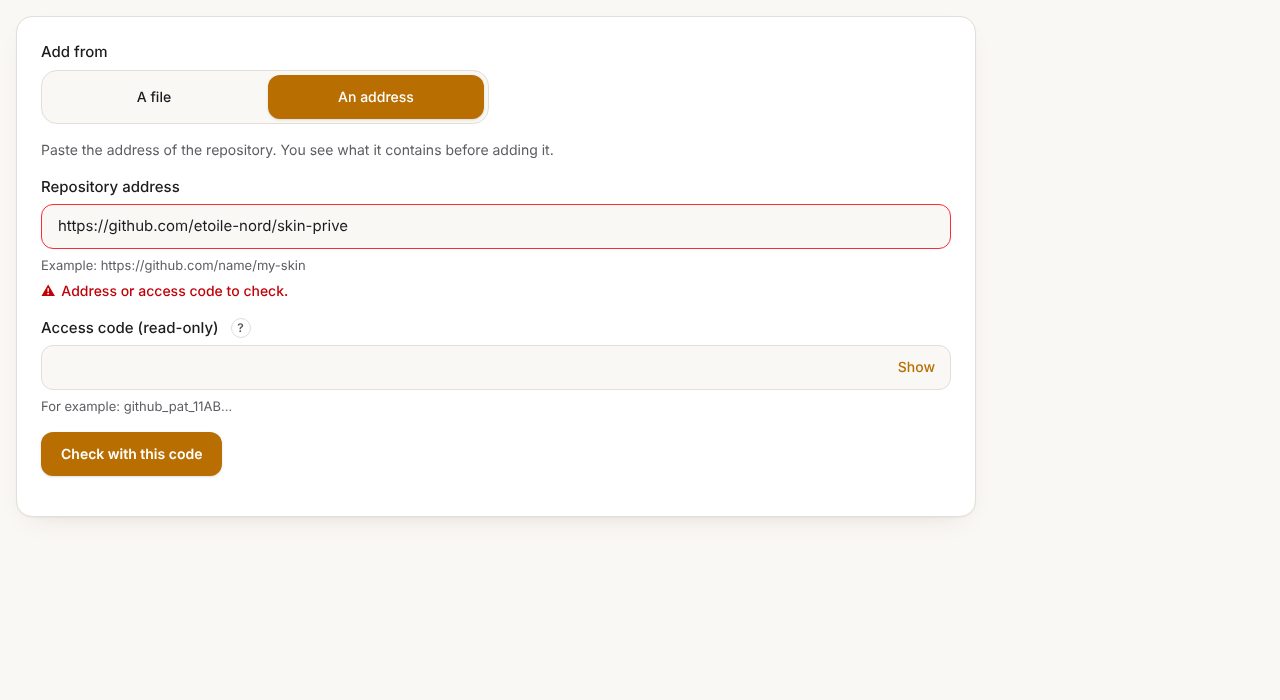 Add from
A file
An address
Paste the address of the repository. You see what it contains before adding it.
Repository address
https://github.com/etoile-nord/skin-prive
Example: https://github.com/name/my-skin
Address or access code to check.
Access code (read-only) ?
Show
For example: github_pat_11AB...
Check with this code